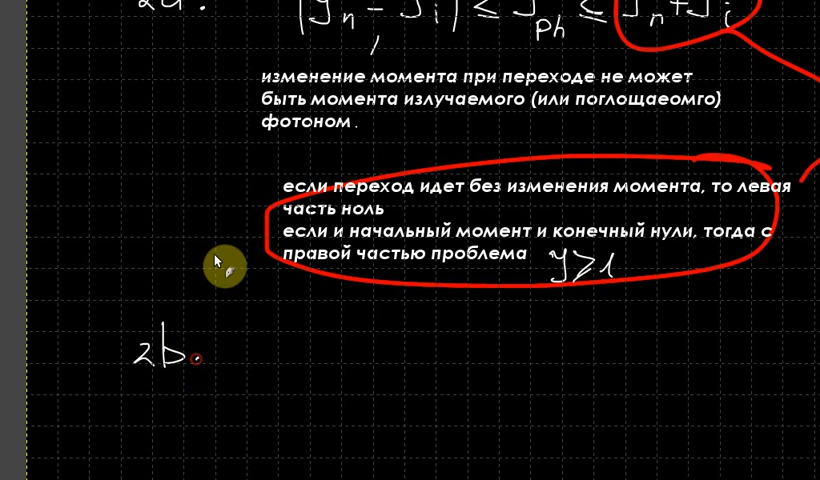 2a.
|J_n - J_i| ≤ J_ph ≤ J_n + J_i
изменение момента при переходе не может
быть момента излучаемого (или поглощаеомго)
фотоном.
если переход идет без изменения момента, то левая
часть ноль
если и начальный момент и конечный нули, тогда с
правой частью проблема
J ⩾ 1
2b.